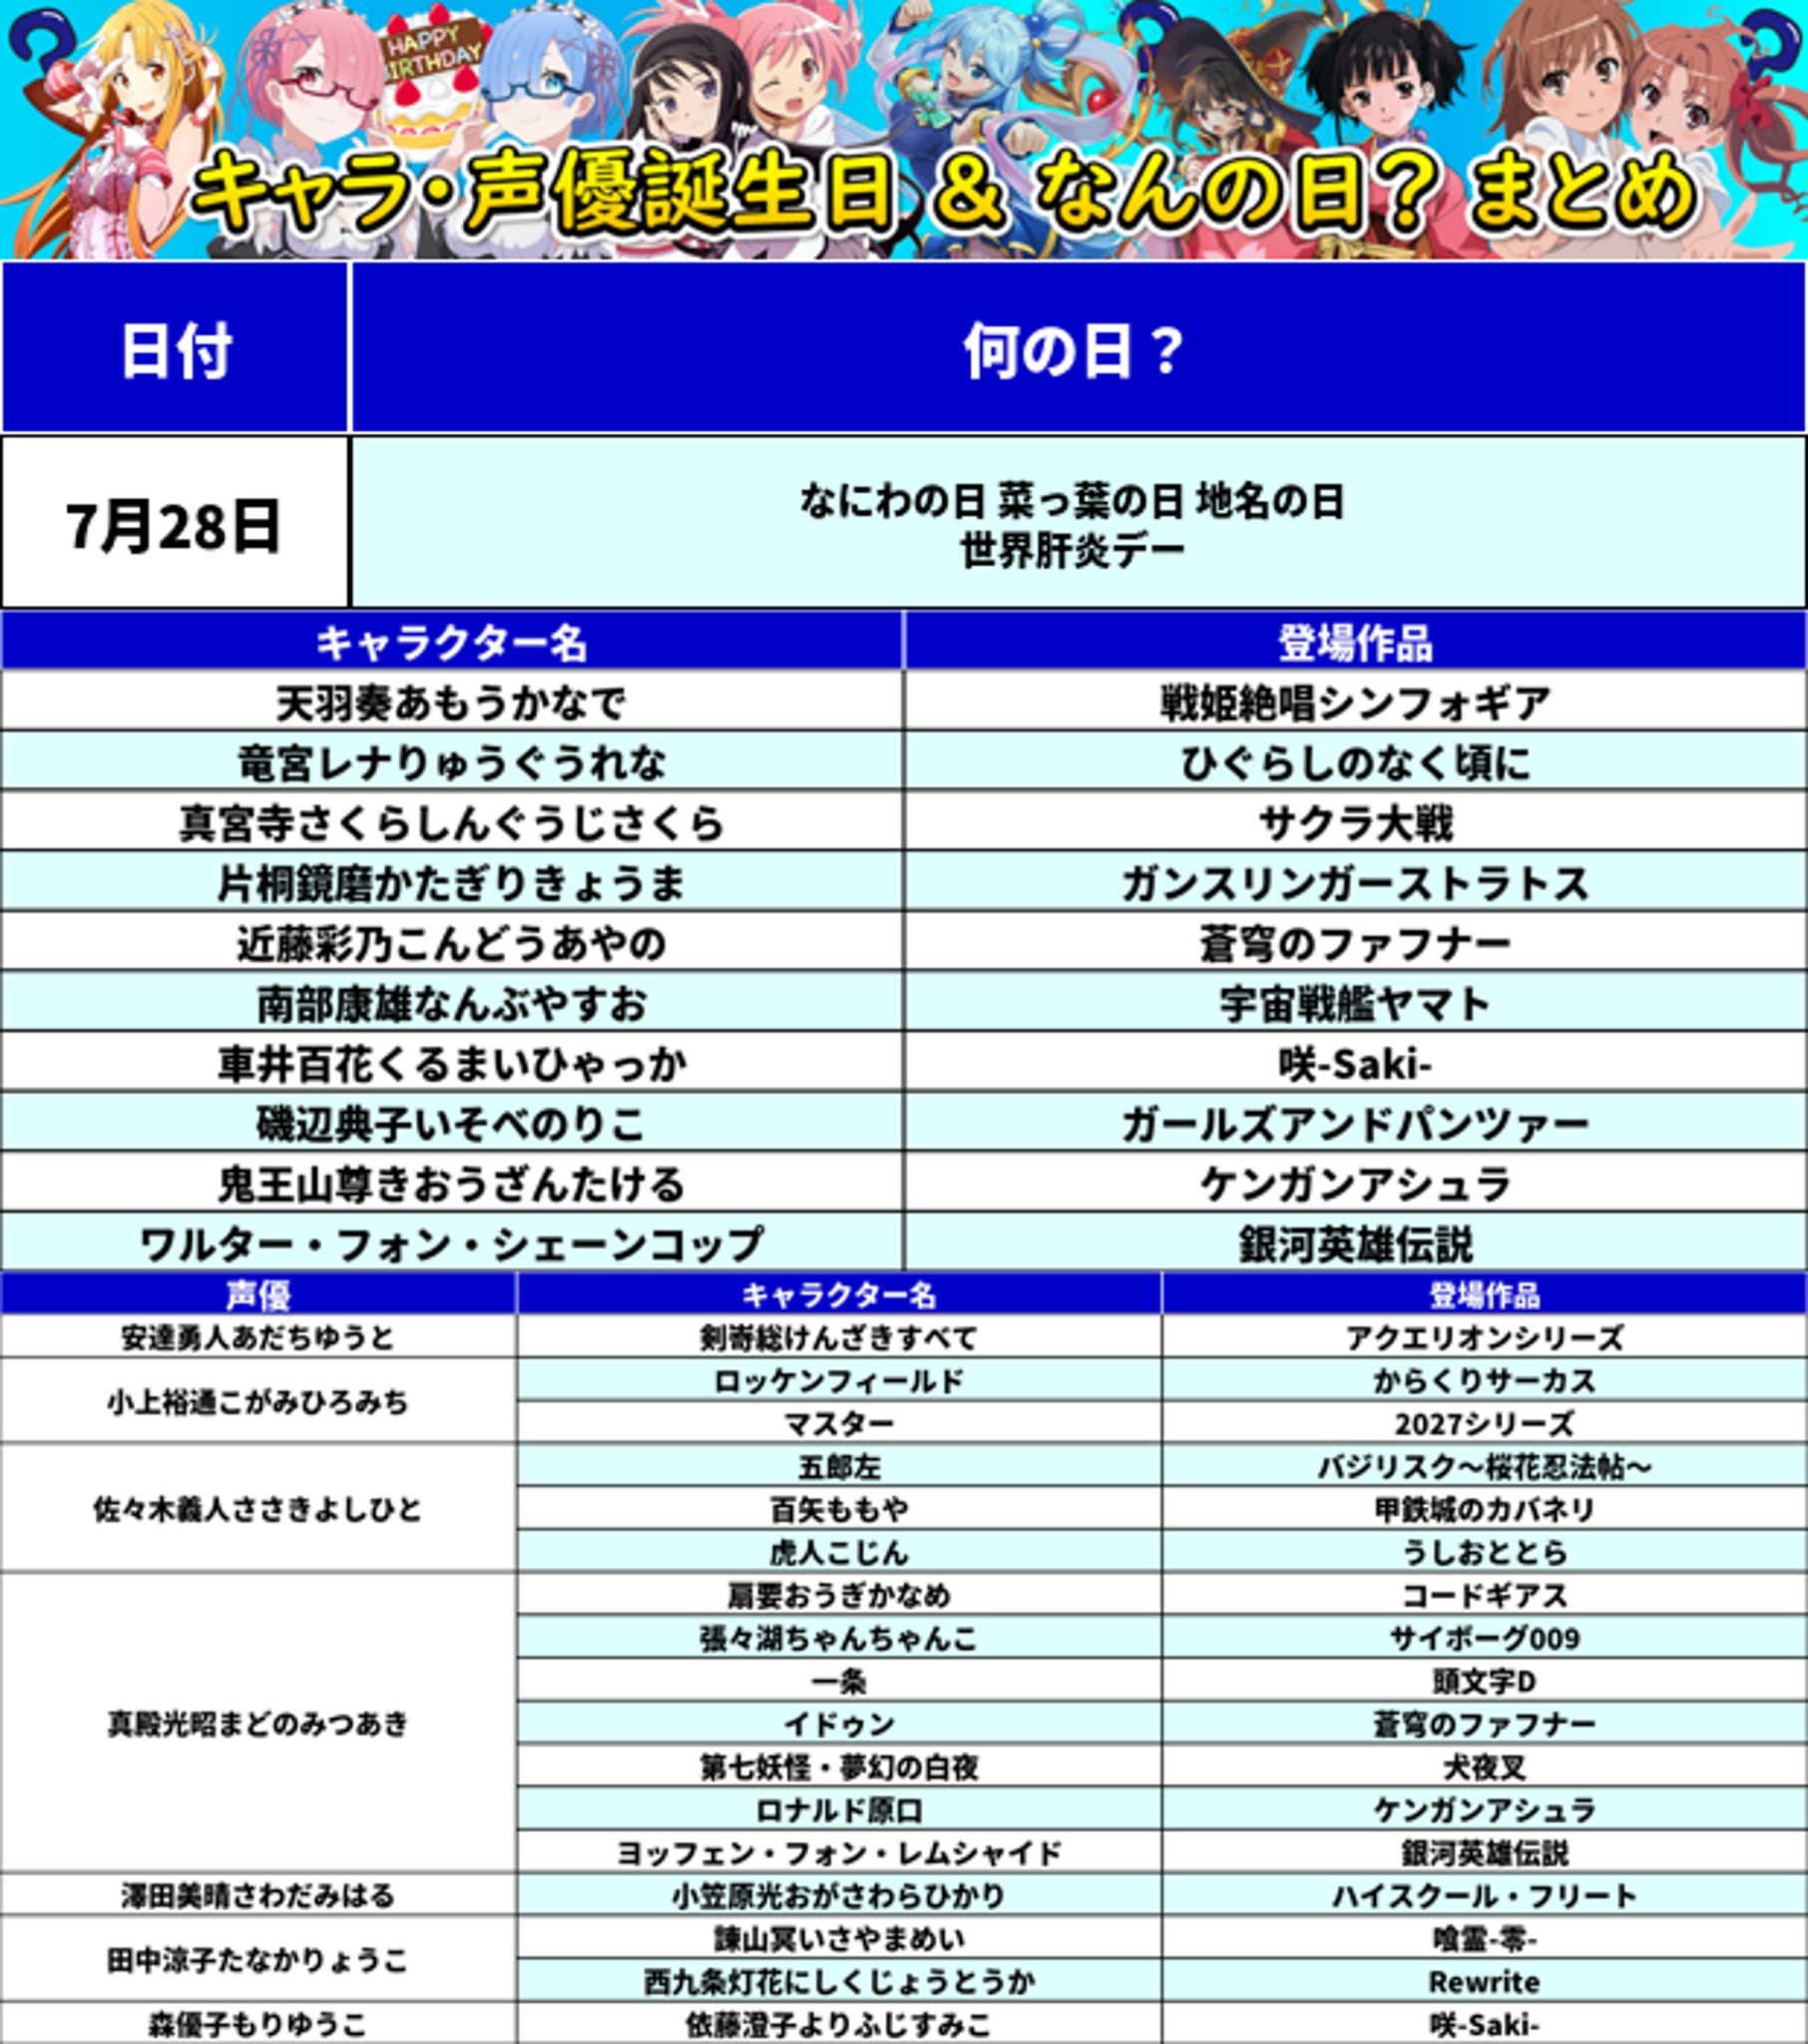 HAPPY
BIRTHDAY
キャラ・声優誕生日 & なんの日？ まとめ
日付 何の日？
7月28日
なにわの日 菜っ葉の日 地名の日
世界肝炎デー
キャラクター名 登場作品
天羽奏あもうかなで 戦姫絶唱シンフォギア
竜宮レナりゅうぐうれな ひぐらしのなく頃に
真宮寺さくらしんぐうじさくら サクラ大戦
片桐鏡磨かたぎりきょうま ガンスリンガーストラトス
近藤彩乃こんどうあやの 蒼穹のファフナー
南部康雄なんぶやすお 宇宙戦艦ヤマト
車井百花くるまいひゃっか 咲-Saki-
磯辺典子いそべのりこ ガールズアンドパンツァー
鬼王山尊きおうざんたける ケンガンアシュラ
ワルター・フォン・シェーンコップ 銀河英雄伝説
声優 キャラクター名 登場作品
安達勇人あだちゆうと 剣嵜総けんざきすべて アクエリオンシリーズ
小上裕通こがみひろみち ロッケンフィールド からくりサーカス
マスター 2027シリーズ
佐々木義人ささきよしひと 五郎左 バジリスク～桜花忍法帖～
百矢ももや 甲鉄城のカバネリ
虎人こじん うしおととら
真殿光昭まどのみつあき 扇要おうぎかなめ コードギアス
張々湖ちゃんちゃんこ サイボーグ009
一条 頭文字D
イドゥン 蒼穹のファフナー
第七妖怪・夢幻の白夜 犬夜叉
ロナルド原口 ケンガンアシュラ
ヨッフェン・フォン・レムシャイド 銀河英雄伝説
澤田美晴さわだみはる 小笠原光おがさわらひかり ハイスクール・フリート
田中涼子たなかりょうこ 諌山冥いさやまめい 喰霊-零-
西九条灯花にしくじょうとうか Rewrite
森優子もりゆうこ 依藤澄子よりふじすみこ 咲-Saki-